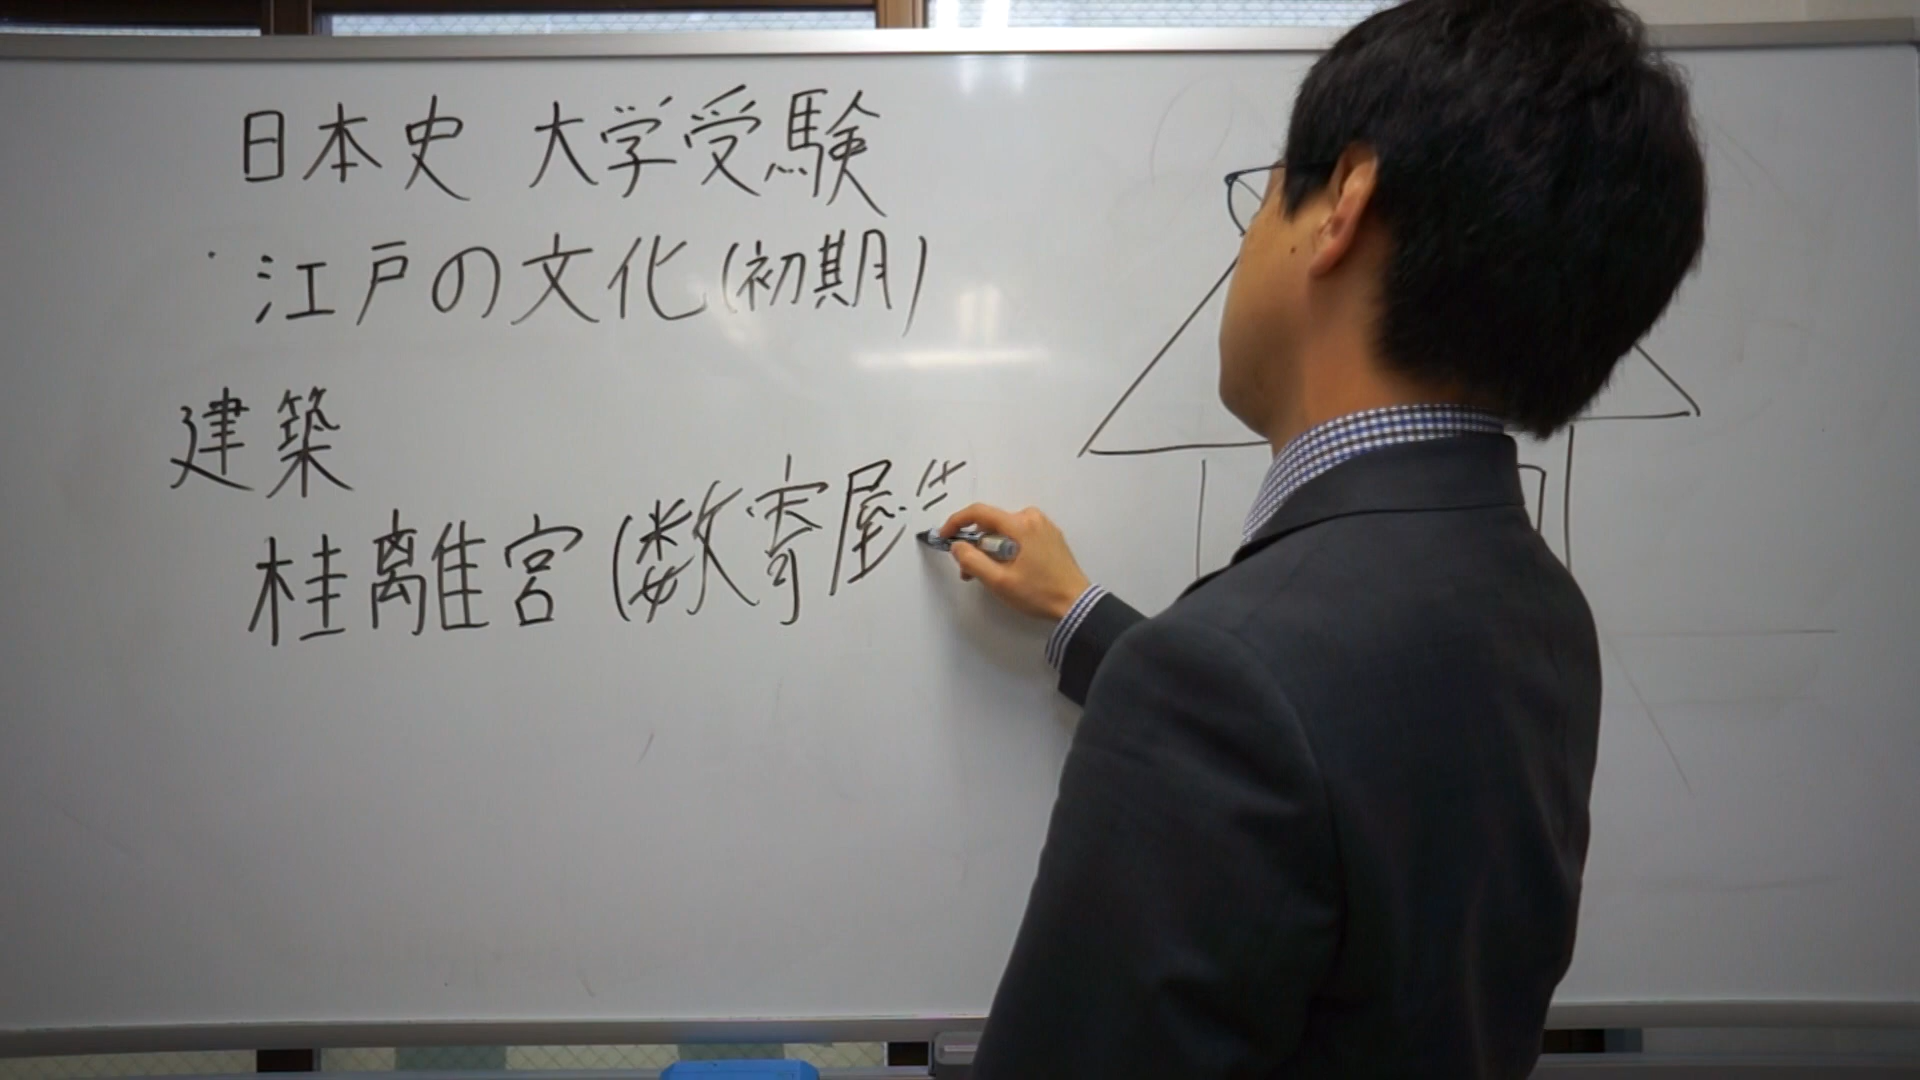 日本史 大学受験
江戸の文化(初期)
建築
桂離宮(数寄屋